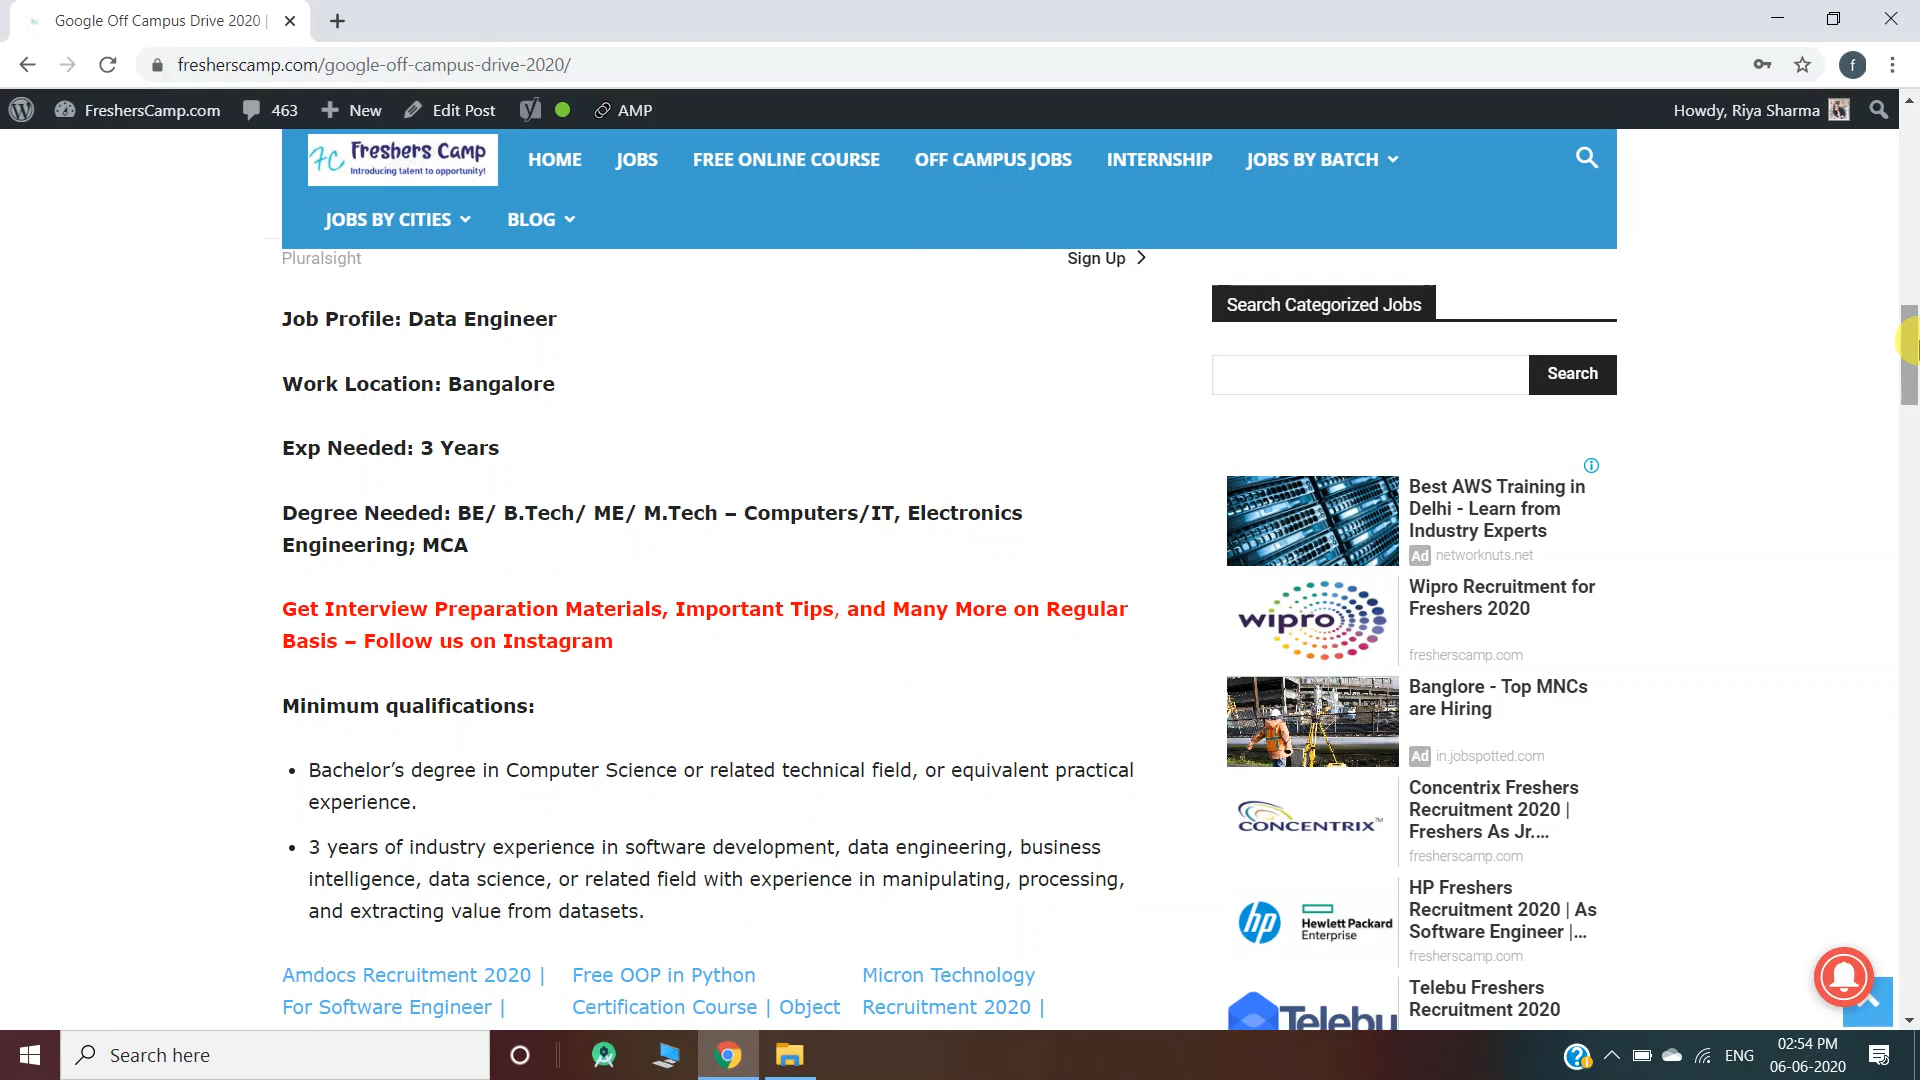 Google Off Campus Drive 2020 |
fresherscamp.com/google-off-campus-drive-2020/
f
FreshersCamp.com
463
New
Edit Post
AMP
Howdy, Riya Sharma
FC Freshers Camp
Introducing talent to opportunity!
HOME
JOBS
FREE ONLINE COURSE
OFF CAMPUS JOBS
INTERNSHIP
JOBS BY BATCH
JOBS BY CITIES
BLOG
Pluralsight
Sign Up
Job Profile: Data Engineer
Work Location: Bangalore
Exp Needed: 3 Years
Degree Needed: BE/ B.Tech/ ME/ M.Tech – Computers/IT, Electronics
Engineering; MCA
Get Interview Preparation Materials, Important Tips, and Many More on Regular
Basis – Follow us on Instagram
Minimum qualifications:
• Bachelor’s degree in Computer Science or related technical field, or equivalent practical
experience.
• 3 years of industry experience in software development, data engineering, business
intelligence, data science, or related field with experience in manipulating, processing,
and extracting value from datasets.
Amdocs Recruitment 2020 |
For Software Engineer |
Free OOP in Python
Certification Course | Object
Micron Technology
Recruitment 2020 |
Search Categorized Jobs
Search
Best AWS Training in
Delhi - Learn from
Industry Experts
Ad networknuts.net
wipro
Wipro Recruitment for
Freshers 2020
fresherscamp.com
Banglore - Top MNCs
are Hiring
Ad in.jobspotted.com
CONCENTRIX™
Concentrix Freshers
Recruitment 2020 |
Freshers As Jr....
fresherscamp.com
hp
Hewlett Packard
Enterprise
HP Freshers
Recruitment 2020 | As
Software Engineer |...
fresherscamp.com
Telebu
Telebu Freshers
Recruitment 2020
Search here
ENG
02:54 PM
06-06-2020